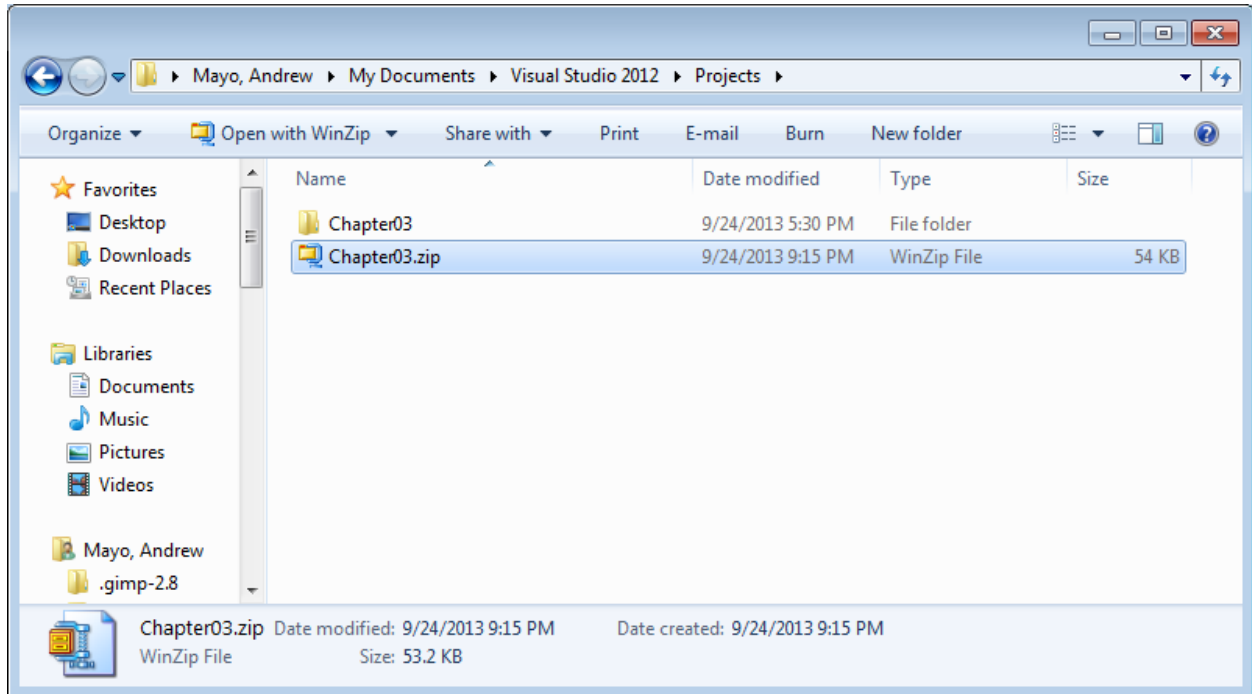 Mayo, Andrew My Documents Visual Studio 2012 Projects
Organize Open with WinZip Share with Print E-mail Burn New folder
Favorites
Desktop
Downloads
Recent Places
Libraries
Documents
Music
Pictures
Videos
Mayo, Andrew
.gimp-2.8
Name Date modified Type Size
Chapter03 9/24/2013 5:30 PM File folder
Chapter03.zip 9/24/2013 9:15 PM WinZip File 54 KB
Chapter03.zip Date modified: 9/24/2013 9:15 PM Date created: 9/24/2013 9:15 PM
WinZip File Size: 53.2 KB